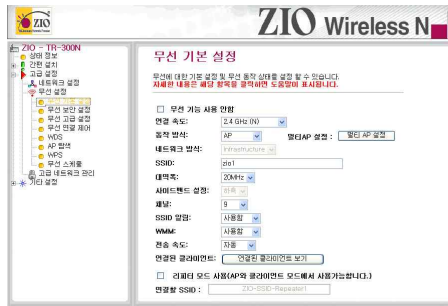 ZIO
ZIO Wireless N
ZIO - TR-300N
상태 정보
간편 설치
고급 설정
네트워크 설정
무선 설정
무선 기본 설정
무선 보안 설정
무선 고급 설정
무선 연결 제어
WDS
AP 탐색
WPS
무선 스케줄
고급 네트워크 관리
기타 설정
무선 기본 설정
무선에 대한 기본 설정 및 무선 동작 상태를 설정 할 수 있습니다.
자세한 내용은 해당 항목을 클릭하면 도움말이 표시됩니다.
무선 기능 사용 안함
연결 속도: 2.4 GHz (N)
동작 방식: AP 멀티AP 설정 : 멀티 AP 설정
네트워크 방식: Infrastructure
SSID: zio1
대역폭: 20MHz
사이드밴드 설정: 하측
채널: 9
SSID 알림: 사용함
WMM: 사용함
전송 속도: 자동
연결된 클라이언트: 연결된 클라이언트 보기
리피터 모드 사용(AP와 클라이언트 모드에서 사용가능합니다.)
연결할 SSID : ZIO-SSID-Repeater1